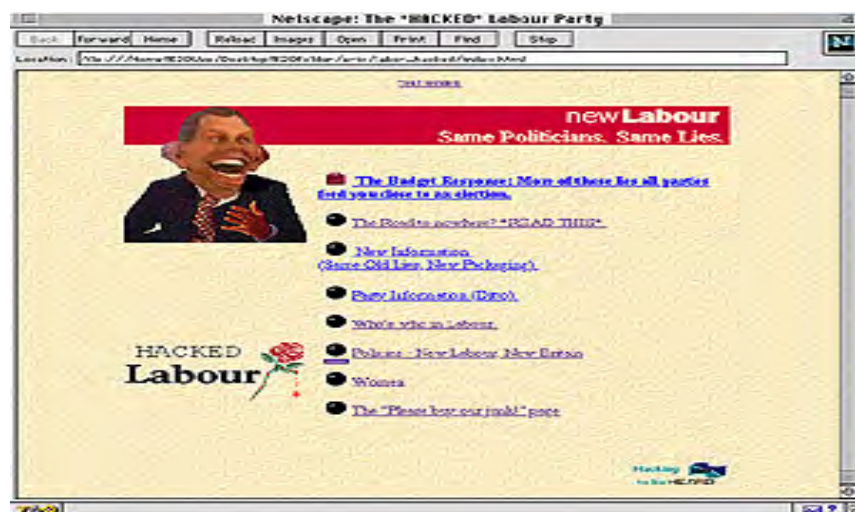 Netscape: The *HACKED* Labour Party
Back Forward Home Reload Images Open Print Find Stop
Location:
N
TEXT VERSION
newLabour
Same Politicians. Same Lies.
The Budget Response: More of those lies all parties
feed you close to an election.
The Road to nowhere? *READ THIS*
New Information
(Same Old Lies, New Packaging).
Party Information (Ditto).
Who's who in Labour.
Policies - New Labour, New Britain
Women
The "Please buy our junk!" page
HACKED
Labour
Hacking